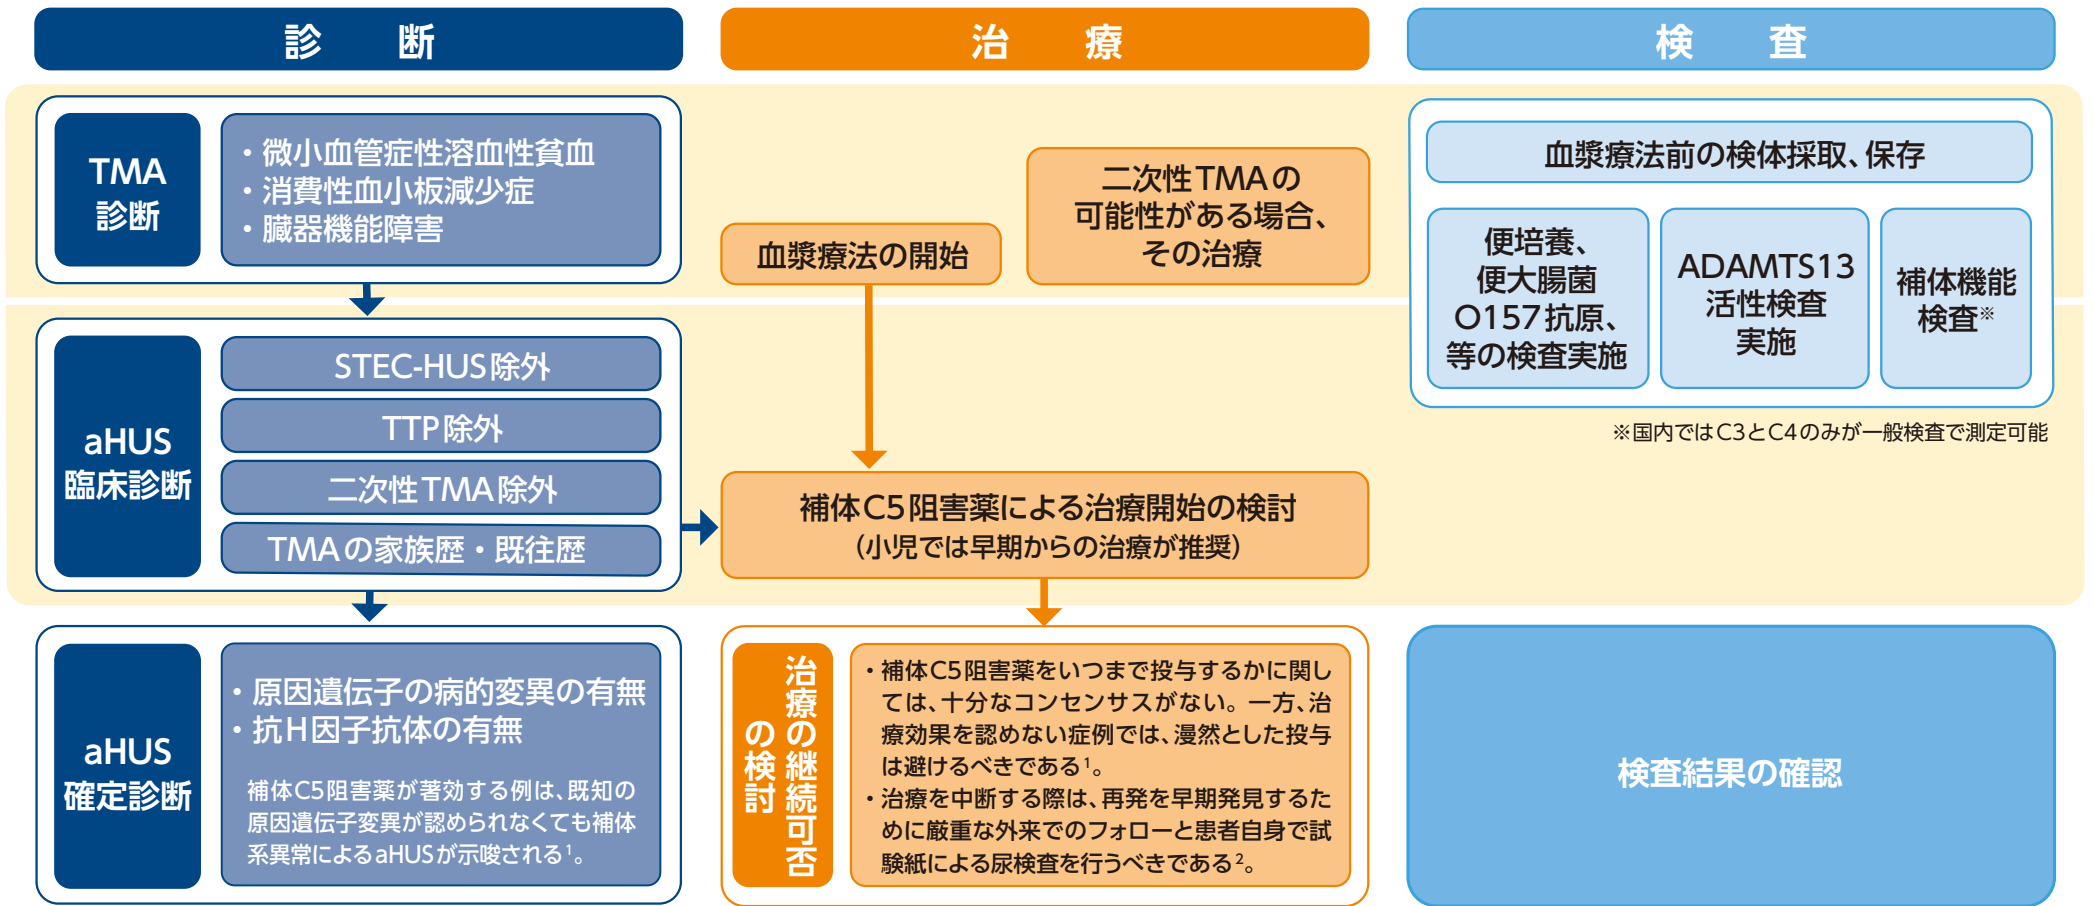 診断
治療
検査
TMA
診断
・微小血管症性溶血性貧血
・消費性血小板減少症
・臓器機能障害
血漿療法の開始
二次性TMAの
可能性がある場合、
その治療
血漿療法前の検体採取、保存
便培養、
便大腸菌
O157抗原、
等の検査実施
ADAMTS13
活性検査
実施
補体機能
検査※
※国内ではC3とC4のみが一般検査で測定可能
aHUS
臨床診断
STEC-HUS除外
TTP除外
二次性TMA除外
TMAの家族歴・既往歴
補体C5阻害薬による治療開始の検討
（小児では早期からの治療が推奨）
aHUS
確定診断
・原因遺伝子の病的変異の有無
・抗H因子抗体の有無
補体C5阻害薬が著効する例は、既知の
原因遺伝子変異が認められなくても補体
系異常によるaHUSが示唆される1。
治療の継続可否
の検討
・補体C5阻害薬をいつまで投与するかに関し
ては、十分なコンセンサスがない。一方、治
療効果を認めない症例では、漫然とした投与
は避けるべきである1。
・治療を中断する際は、再発を早期発見するた
めに厳重な外来でのフォローと患者自身で試
験紙による尿検査を行うべきである2。
検査結果の確認